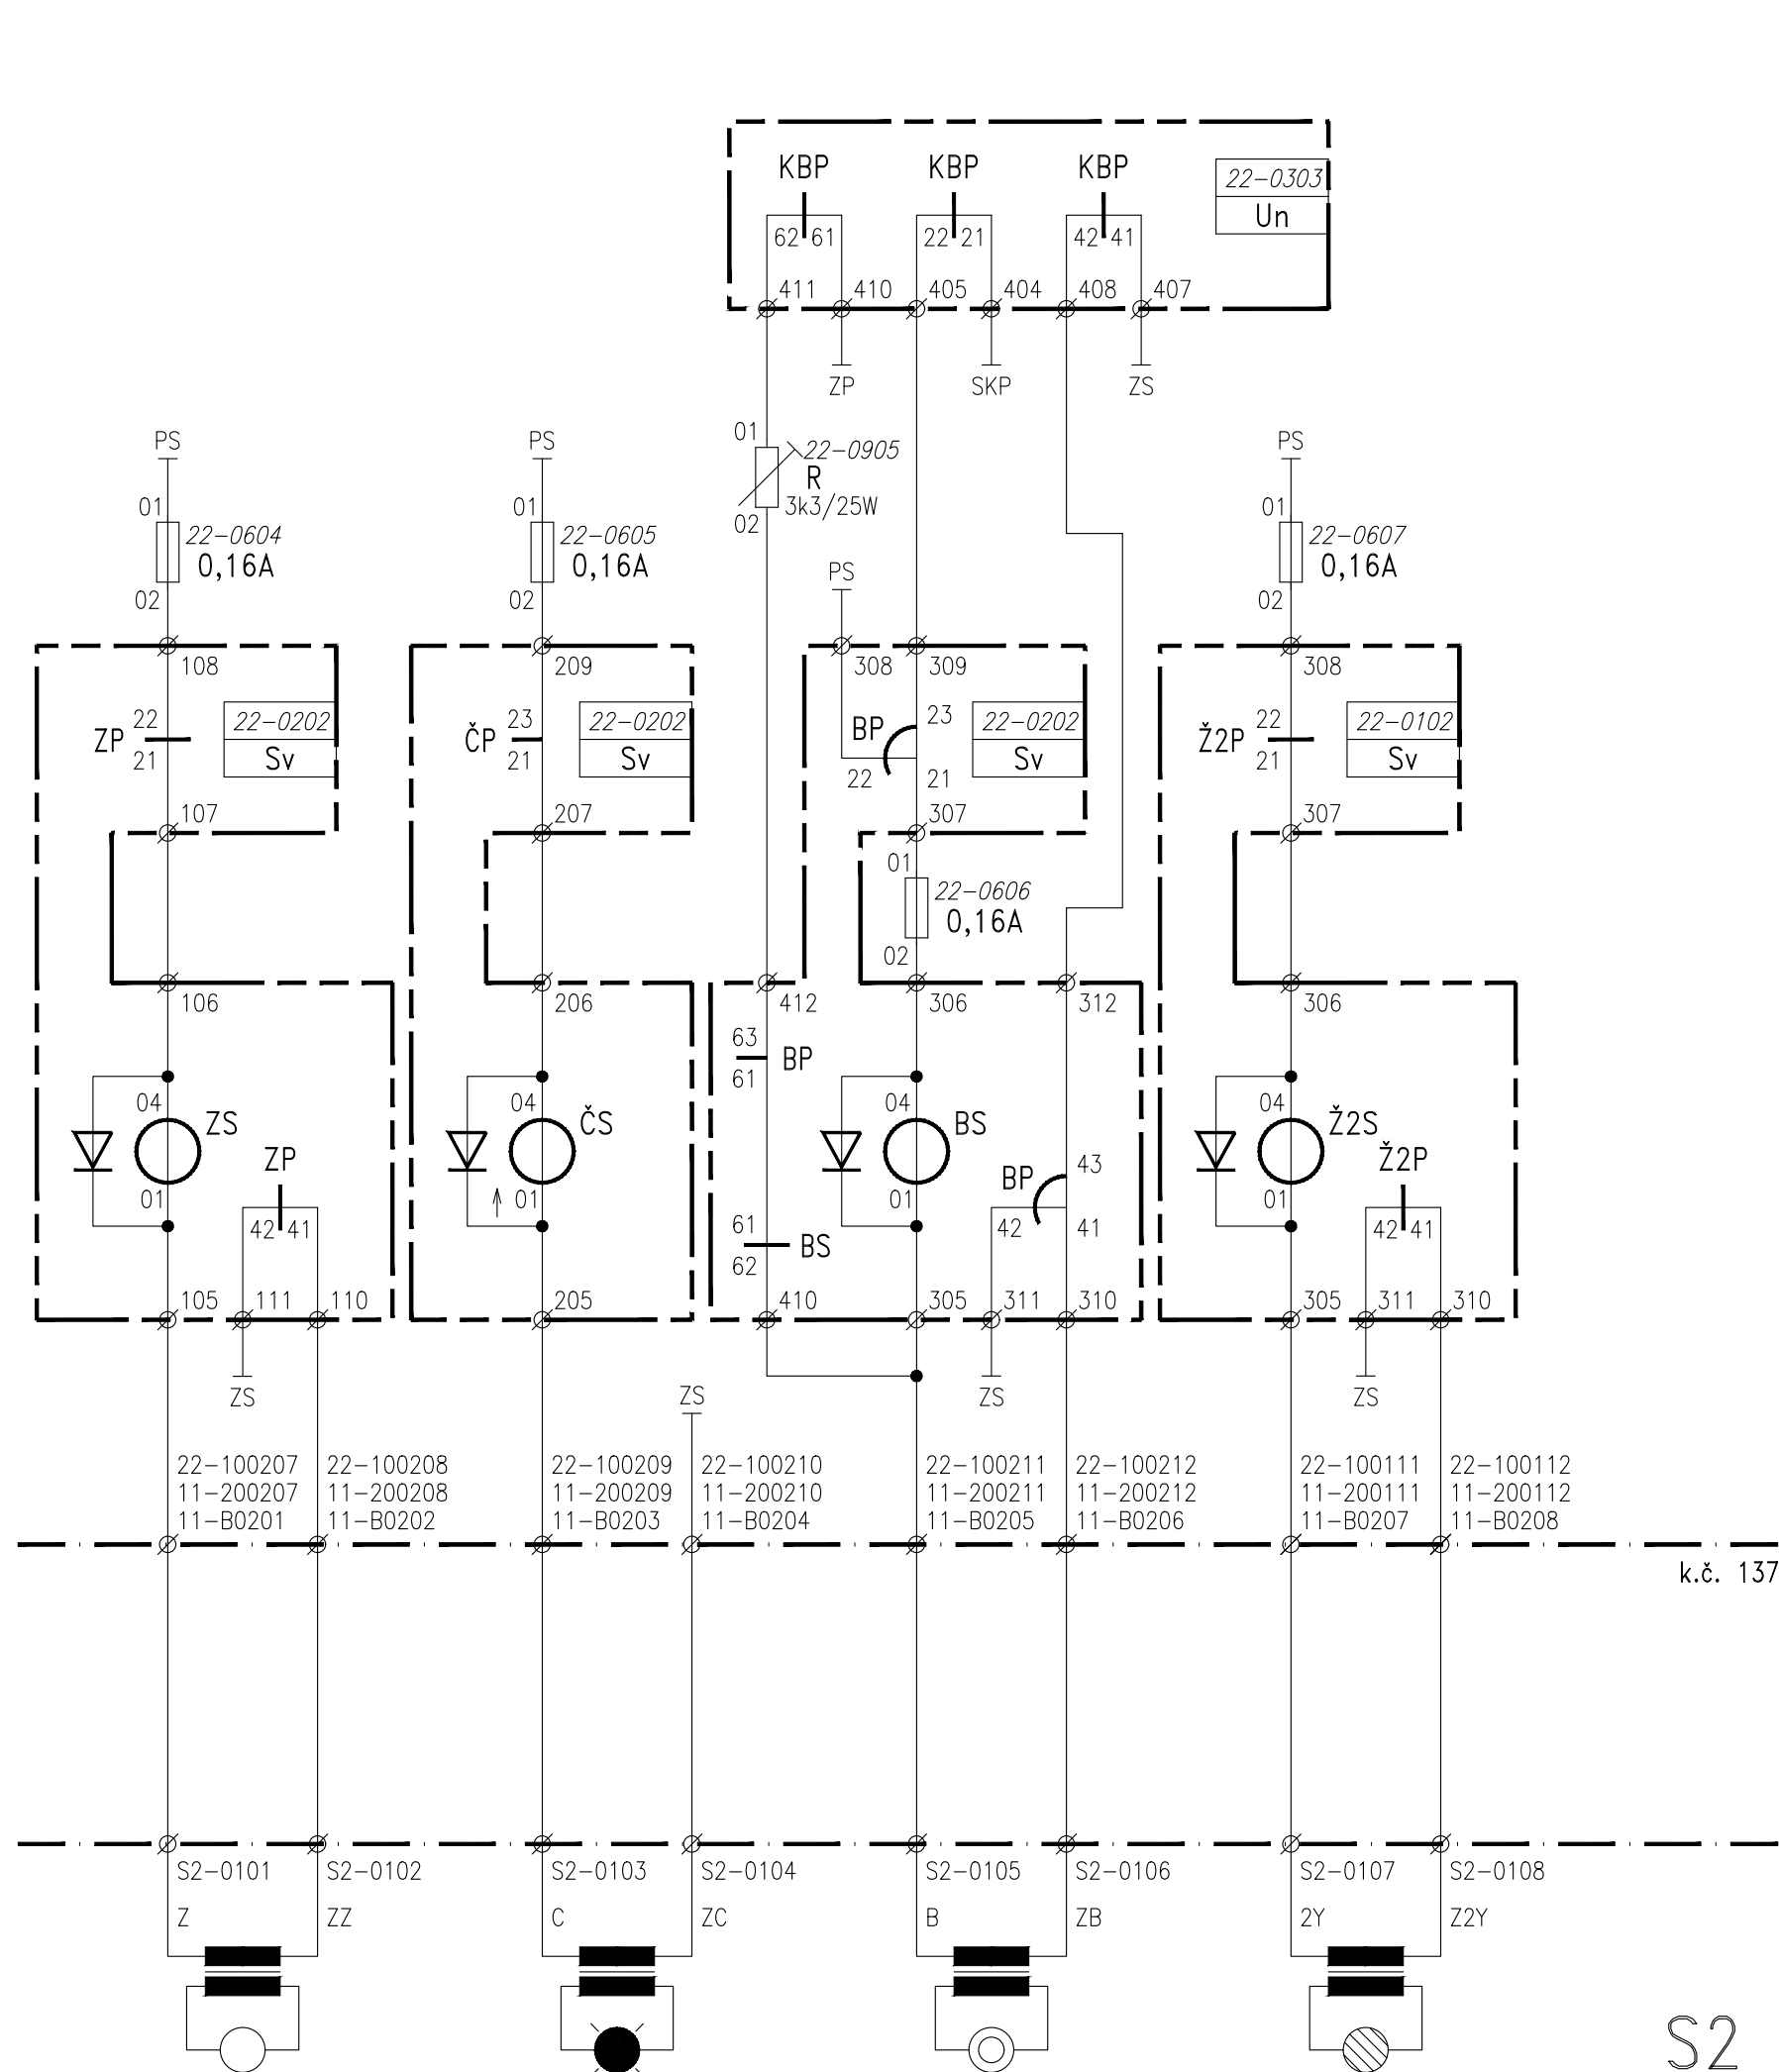 KBP KBP KBP 22-0303
Un
62 61 22 21 42 41
411 410 405 404 408 407
ZP SKP ZS
PS PS 01 22-0905 PS
R
3k3/25W
01 01 02 01
22-0604 22-0605 22-0607
0,16A 0,16A 0,16A
PS
02 02 02
108 209 308 309 308
22 22-0202 23 22-0202 BP 23 22-0202 22 22-0102
ZP ČP Ž2P
21 Sv 21 Sv 22 21 Sv 21 Sv
107 207 307 307
01
22-0606
0,16A
02
106 206 412 306 312 306
63
BP
61
04 04 04 04
ZS ČS BS Ž2S
ZP BP 43 Ž2P
01 01 01 01
42 41 61 42 41 42 41
BS
62
105 111 110 205 410 305 311 310 305 311 310
ZS ZS ZS ZS
22-100207 22-100208 22-100209 22-100210 22-100211 22-100212 22-100111 22-100112
11-200207 11-200208 11-200209 11-200210 11-200211 11-200212 11-200111 11-200112
11-B0201 11-B0202 11-B0203 11-B0204 11-B0205 11-B0206 11-B0207 11-B0208
k.č. 137
S2-0101 S2-0102 S2-0103 S2-0104 S2-0105 S2-0106 S2-0107 S2-0108
Z ZZ C ZC B ZB 2Y Z2Y
S2